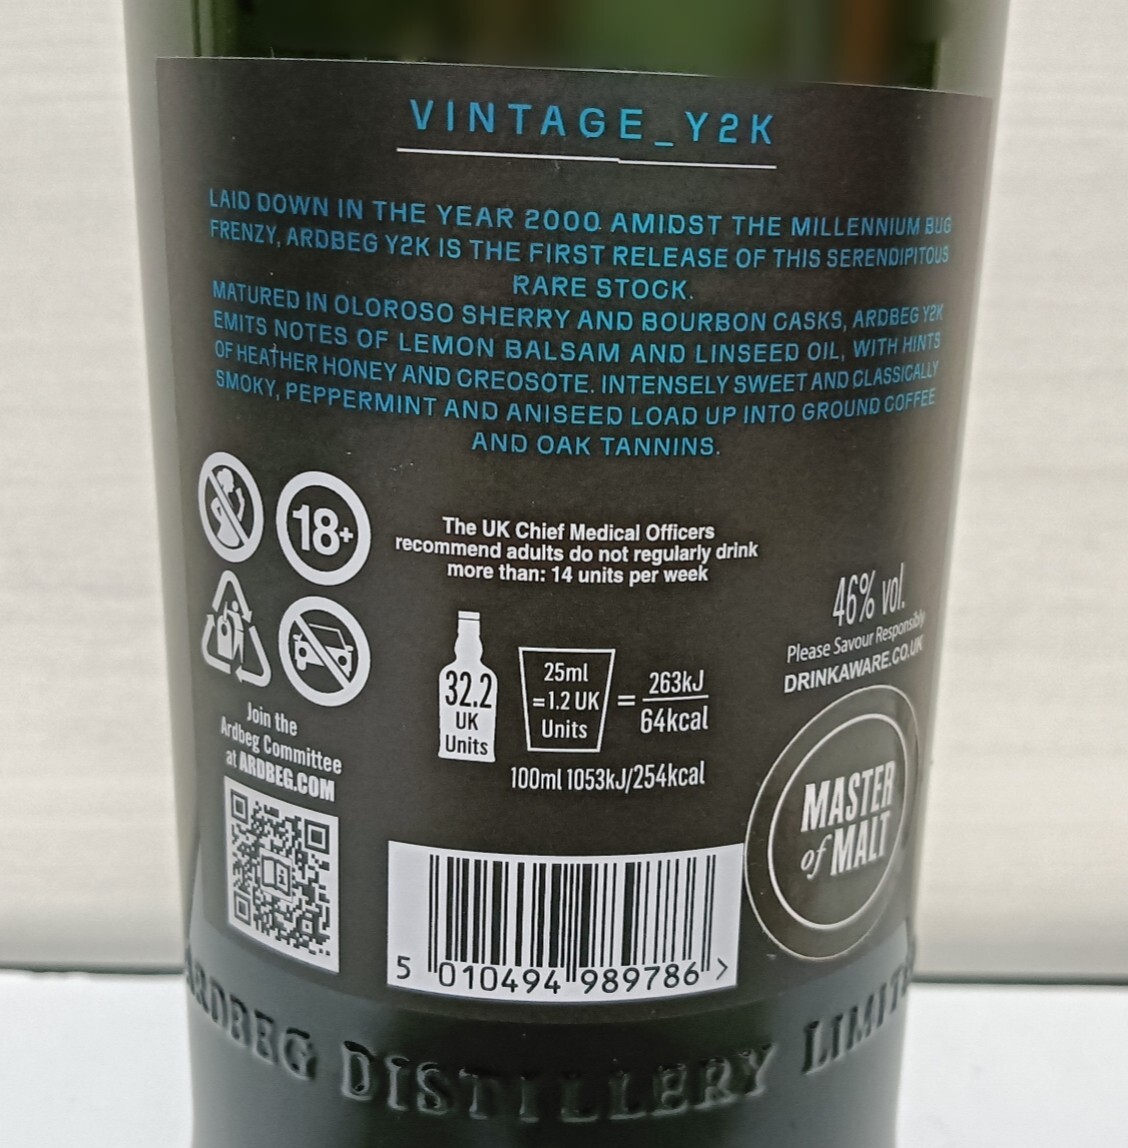 VINTAGE_Y2K
LAID DOWN IN THE YEAR 2000 AMIDST THE MILLENNIUM BUG
FRENZY, ARDBEG Y2K IS THE FIRST RELEASE OF THIS SERENDIPITOUS
RARE STOCK.
MATURED IN OLOROSO SHERRY AND BOURBON CASKS, ARDBEG Y2K
EMITS NOTES OF LEMON BALSAM AND LINSEED OIL, WITH HINTS
OF HEATHER HONEY AND CREOSOTE. INTENSELY SWEET AND CLASSICALLY
SMOKY, PEPPERMINT AND ANISEED LOAD UP INTO GROUND COFFEE
AND OAK TANNINS.
18+
The UK Chief Medical Officers
recommend adults do not regularly drink
more than: 14 units per week
46% vol.
Please Savour Responsibly
DRINKAWARE.CO.UK
32.2
UK
Units
25ml
=1.2 UK
Units
= 263kJ
64kcal
100ml 1053kJ/254kcal
Join the
Ardbeg Committee
at ARDBEG.COM
MASTER
of MALT
5 010494 989786 >
ARDBEG DISTILLERY LIMITE